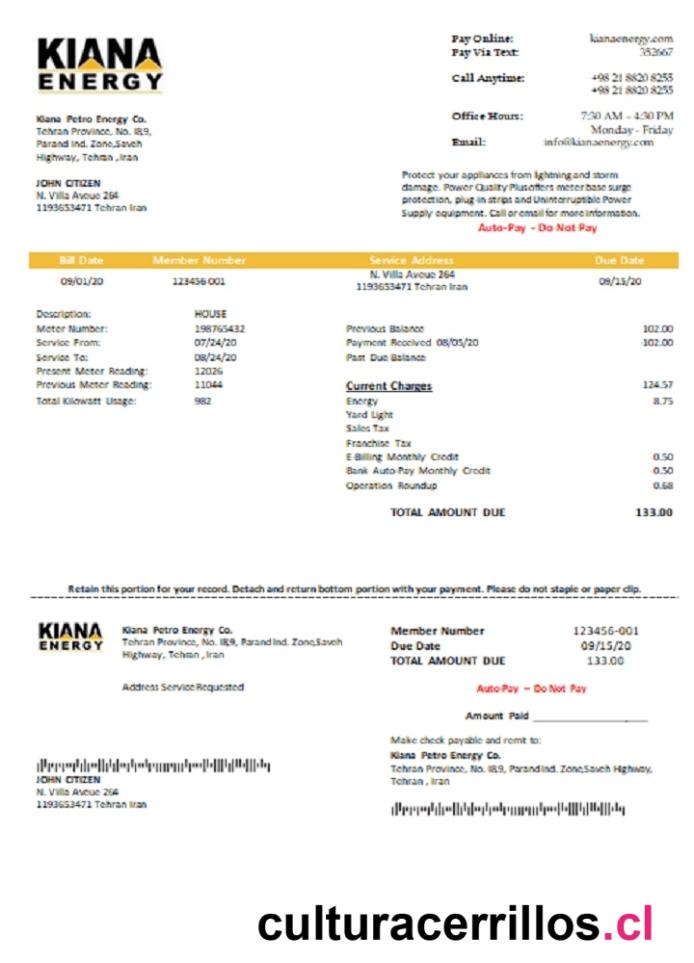 KIANA
ENERGY
Pay Online: kianaenergy.com
Pay Via Text: 352667
Call Anytime: +98 21 8820 8255
+98 21 8820 8255
Office Hours: 7:30 AM – 4:30 PM
Monday - Friday
Email: info@kianaenergy.com
Kiana Petro Energy Co.
Tehran Province, No. I8,9,
Parand Ind. Zone,Saveh
Highway, Tehran ,Iran
JOHN CITIZEN
N. Villa Aveue 264
1193653471 Tehran Iran
Protect your appliances from lightning and storm
damage. Power Quality Plus offers meter base surge
protection, plug in strips and Uninterruptible Power
Supply equipment. Call or email for more information.
Auto-Pay - Do Not Pay
Bill Date Member Number Service Address Due Date
09/01/20 123456-001 N. Villa Aveue 264 09/15/20
1193653471 Tehran Iran
Description: HOUSE
Meter Number: 198765432
Service From: 07/24/20
Service To: 08/24/20
Present Meter Reading: 12026
Previous Meter Reading: 11044
Total Kilowatt Usage: 982
Previous Balance 102.00
Payment Received 08/05/20 -102.00
Past Due Balance
Current Charges 124.57
Energy 8.75
Yard Light
Sales Tax
Franchise Tax
E-Billing Monthly Credit 0.50
Bank Auto-Pay Monthly Credit 0.50
Operation Roundup 0.68
TOTAL AMOUNT DUE 133.00
Retain this portion for your record. Detach and return bottom portion with your payment. Please do not staple or paper clip.
KIANA
ENERGY
Kiana Petro Energy Co.
Tehran Province, No. I8,9, Parand Ind. Zone,Saveh
Highway, Tehran , Iran
Address Service Requested
Member Number 123456-001
Due Date 09/15/20
TOTAL AMOUNT DUE 133.00
Auto-Pay – Do Not Pay
Amount Paid
Make check payable and remit to:
Kiana Petro Energy Co.
Tehran Province, No. I8,9, Parand Ind. Zone,Saveh Highway,
Tehran , Iran
JOHN CITIZEN
N. Villa Aveue 264
1193653471 Tehran Iran
culturacerrillos.cl